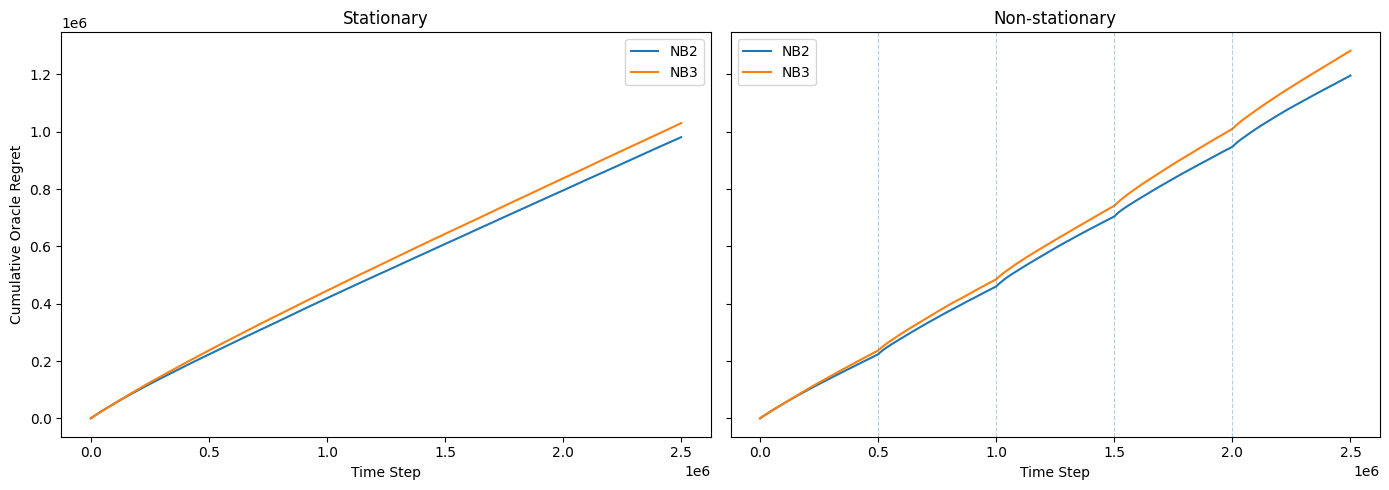 Stationary
Non-stationary
1e6
NB2
NB3
NB2
NB3
1.2
1.0
0.8
0.6
0.4
0.2
0.0
Cumulative Oracle Regret
0.0 0.5 1.0 1.5 2.0 2.5
0.0 0.5 1.0 1.5 2.0 2.5
Time Step
1e6
Time Step
1e6